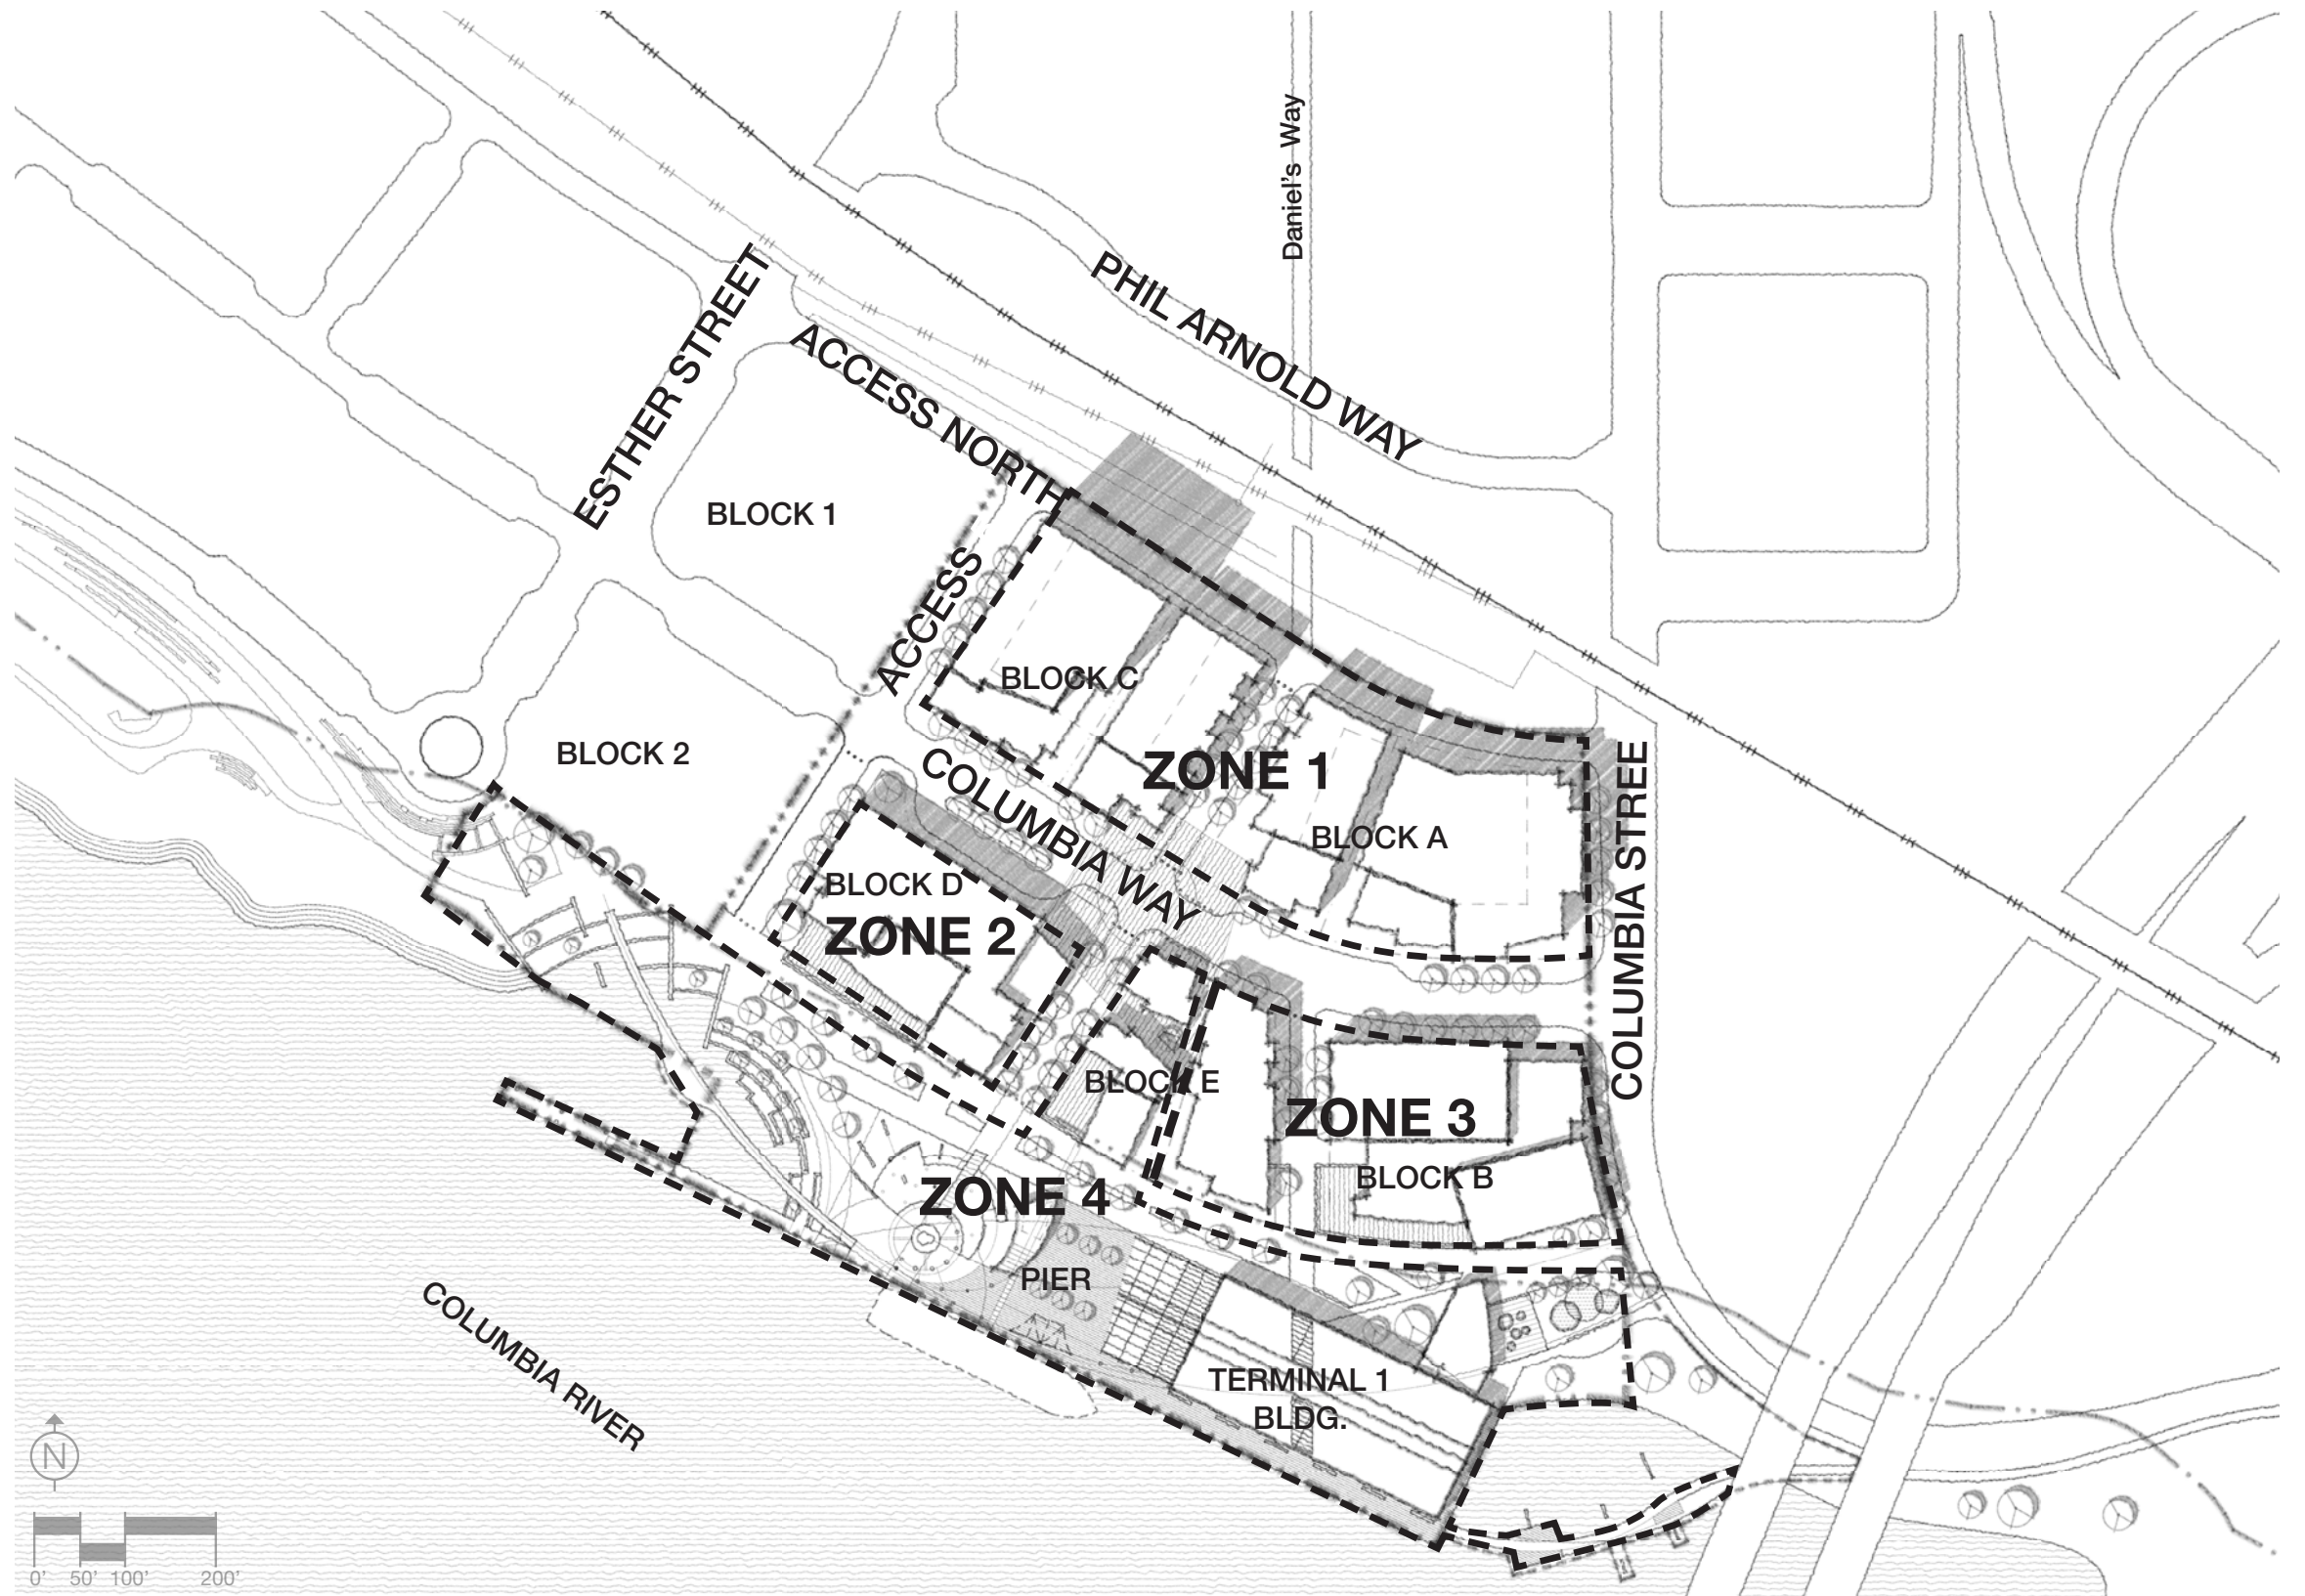 Daniel's Way
PHIL ARNOLD WAY
ESTHER STREET
ACCESS NORTH
BLOCK 1
ACCESS
BLOCK C
BLOCK 2
ZONE 1
COLUMBIA STREE
COLUMBIA WAY
BLOCK A
BLOCK D
ZONE 2
COLUMBIA STREET
BLOCK E
ZONE 3
BLOCK B
ZONE 4
PIER
COLUMBIA RIVER
TERMINAL 1
BLDG.
N
0' 50' 100' 200'